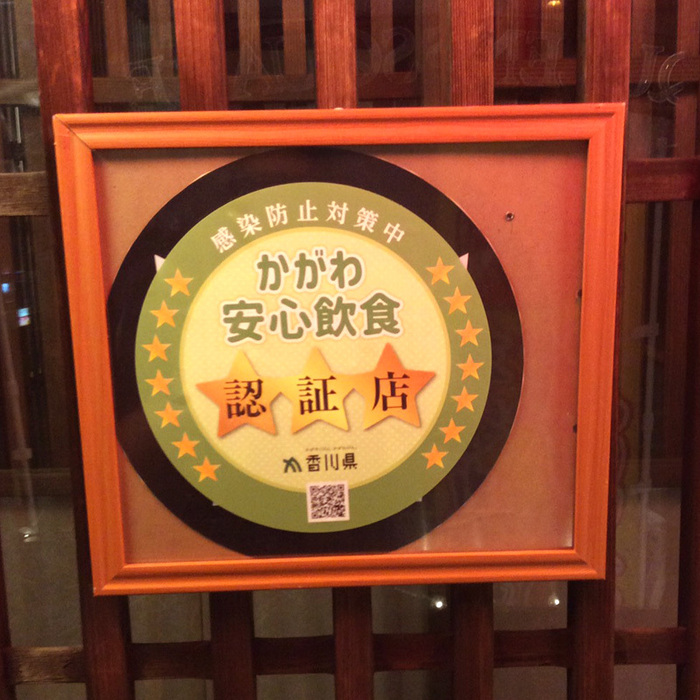 感染防止対策中
かがわ
安心飲食
認証店
香川県